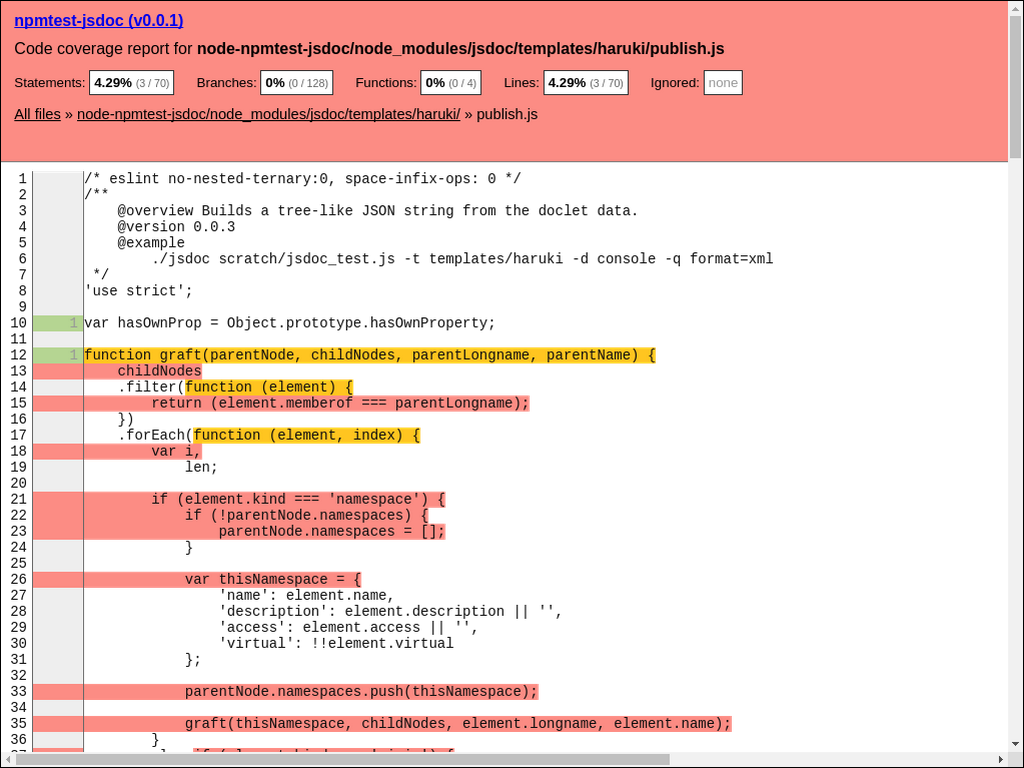 npmtest-jsdoc (v0.0.1)
Code coverage report for node-npmtest-jsdoc/node_modules/jsdoc/templates/haruki/publish.js
Statements: 4.29% (3 / 70) Branches: 0% (0 / 128) Functions: 0% (0 / 4) Lines: 4.29% (3 / 70) Ignored: none
All files » node-npmtest-jsdoc/node_modules/jsdoc/templates/haruki/ » publish.js
1 /* eslint no-nested-ternary:0, space-infix-ops: 0 */
2 /**
3     @overview Builds a tree-like JSON string from the doclet data.
4     @version 0.0.3
5     @example
6         ./jsdoc scratch/jsdoc_test.js -t templates/haruki -d console -q format=xml
7  */
8 'use strict';
9
10 1 var hasOwnProp = Object.prototype.hasOwnProperty;
11
12 1 function graft(parentNode, childNodes, parentLongname, parentName) {
13     childNodes
14     .filter(function (element) {
15         return (element.memberof === parentLongname);
16     })
17     .forEach(function (element, index) {
18         var i,
19             len;
20
21         if (element.kind === 'namespace') {
22             if (!parentNode.namespaces) {
23                 parentNode.namespaces = [];
24             }
25
26             var thisNamespace = {
27                 'name': element.name,
28                 'description': element.description || '',
29                 'access': element.access || '',
30                 'virtual': !!element.virtual
31             };
32
33             parentNode.namespaces.push(thisNamespace);
34
35             graft(thisNamespace, childNodes, element.longname, element.name);
36         }